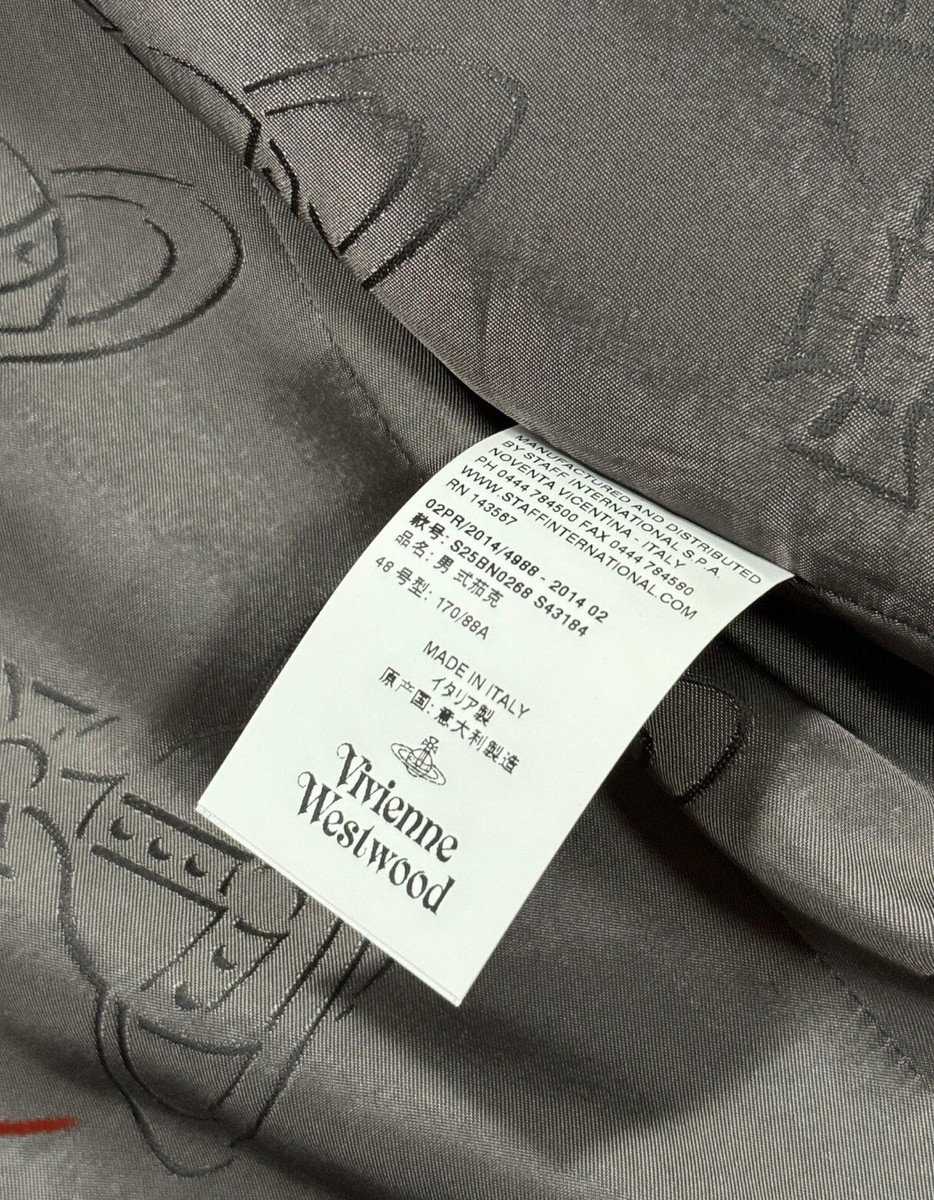 MANUFACTURED AND DISTRIBUTED
BY STAFF INTERNATIONAL S.P.A.
NOVENTA VICENTINA - ITALY
PH 0444 784500 FAX 0444 784580
WWW.STAFFINTERNATIONAL.COM
RN 143567
02PR/2014/4988 - 2014 02
款号: S25BN0268 S43184
品名: 男 式茄克
48 号型: 170/88A
MADE IN ITALY
イタリア製
原产国: 意大利製造
Vivienne
Westwood